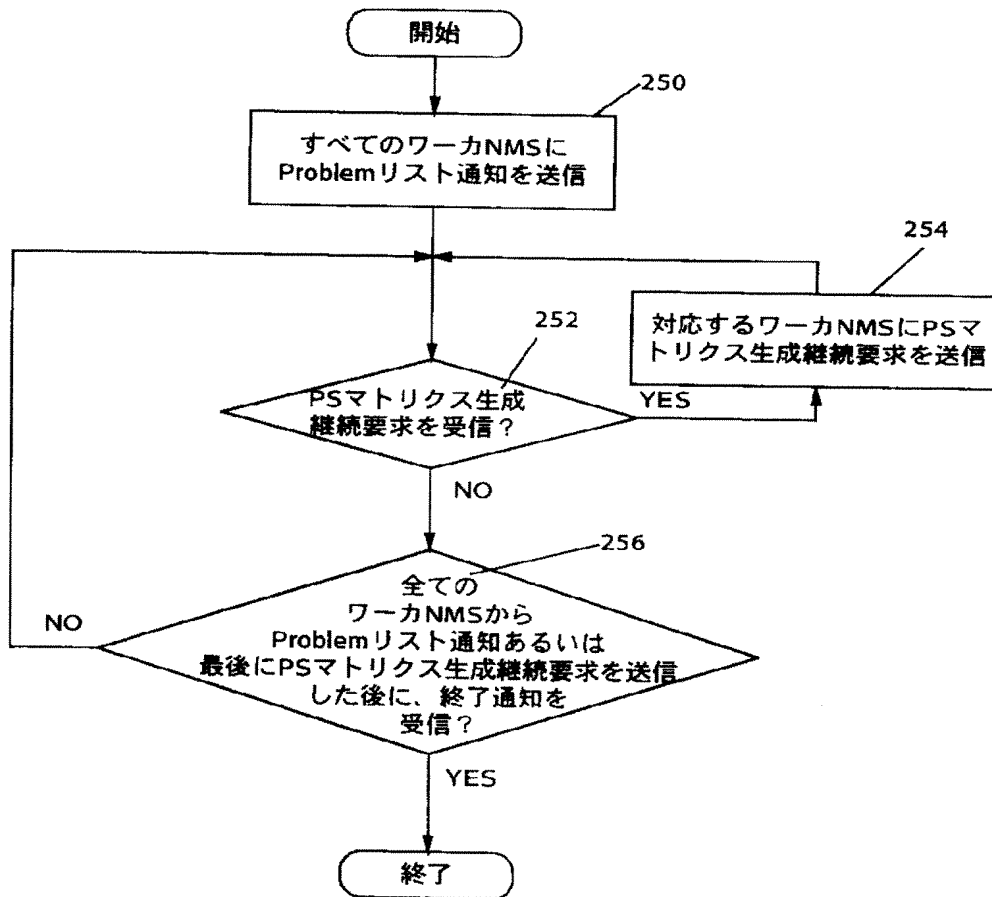 開始
250
すべてのワーカNMSに
Problemリスト通知を送信
254
対応するワーカNMSにPSマ
トリクス生成継続要求を送信
252
PSマトリクス生成
継続要求を受信？
YES
NO
256
全ての
ワーカNMSから
Problemリスト通知あるいは
最後にPSマトリクス生成継続要求を送信
した後に、終了通知を
受信？
NO
YES
終了